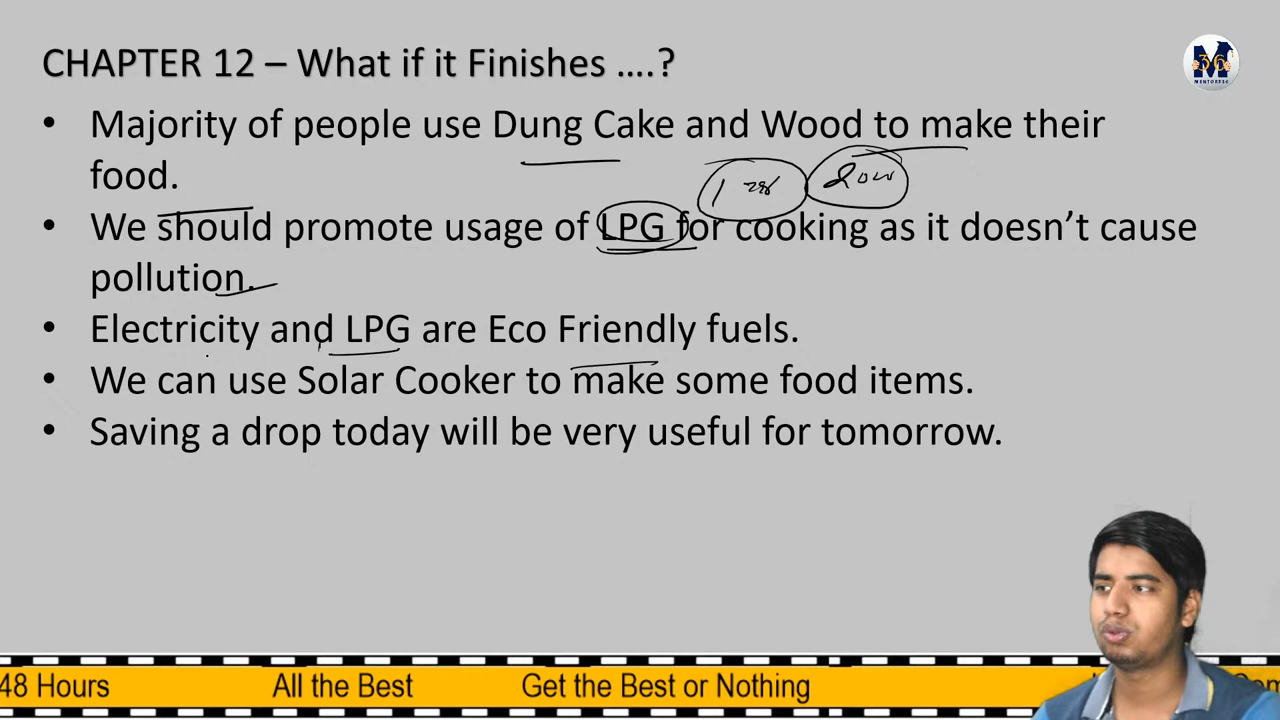 CHAPTER 12 – What if it Finishes ....?
• Majority of people use Dung Cake and Wood to make their
food.
• We should promote usage of LPG for cooking as it doesn’t cause
pollution.
• Electricity and LPG are Eco Friendly fuels.
• We can use Solar Cooker to make some food items.
• Saving a drop today will be very useful for tomorrow.
48 Hours All the Best Get the Best or Nothing